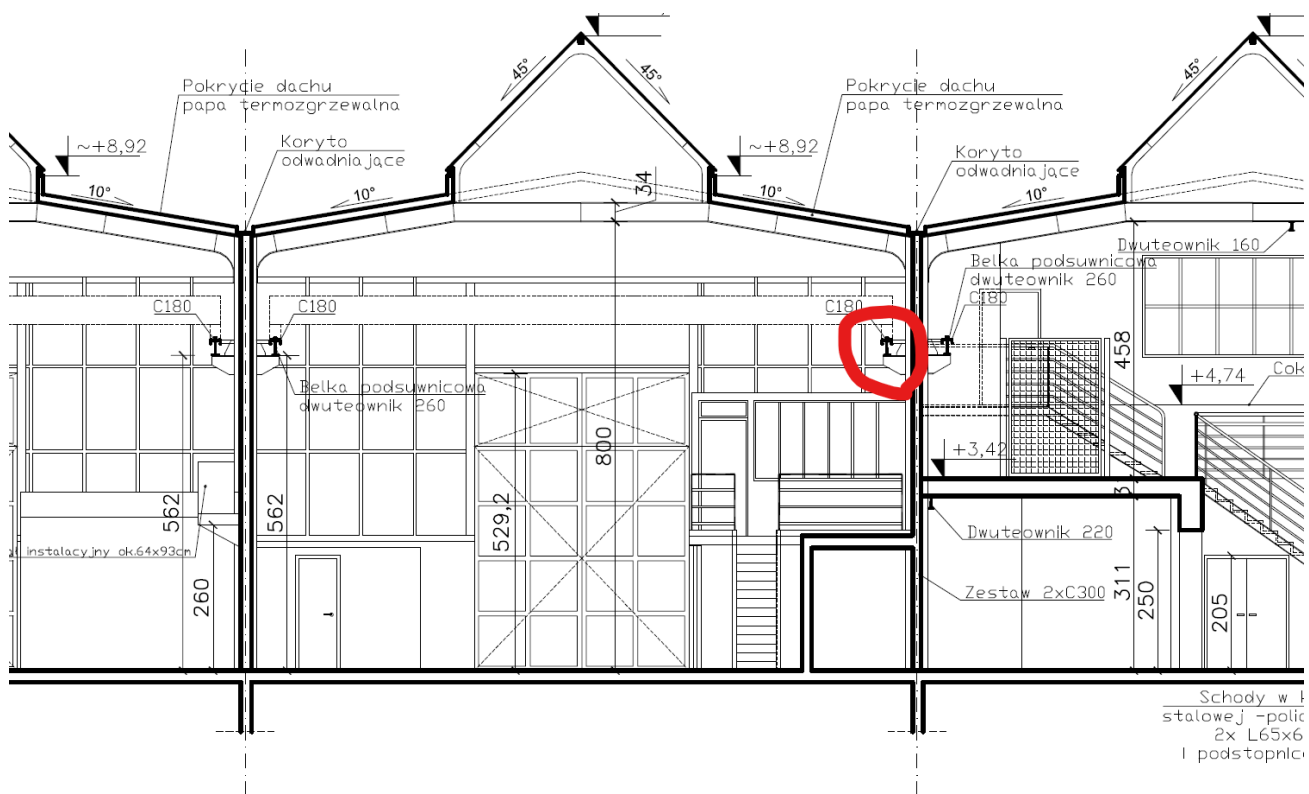 45°
45°
45°
Pokrycie dachu
papa termozgrzewalna
Pokrycie dachu
papa termozgrzewalna
~+8,92
Koryto
odwadniające
~+8,92
Koryto
odwadniające
10°
10°
34
10°
10°
Dwuteownik 160
Belka podsuwnicowa
dwuteownik 260
C180
C180
C180
C180
458
+4,74
Belka podsuwnicowa
dwuteownik 260
800
+3,42
3
562
562
529,2
instalacyjny ok.64x93cm
Dwuteownik 220
260
Zestaw 2xC300
311
250
205
Schody w
stalowej -poli
2x L65x6
i podstopnic